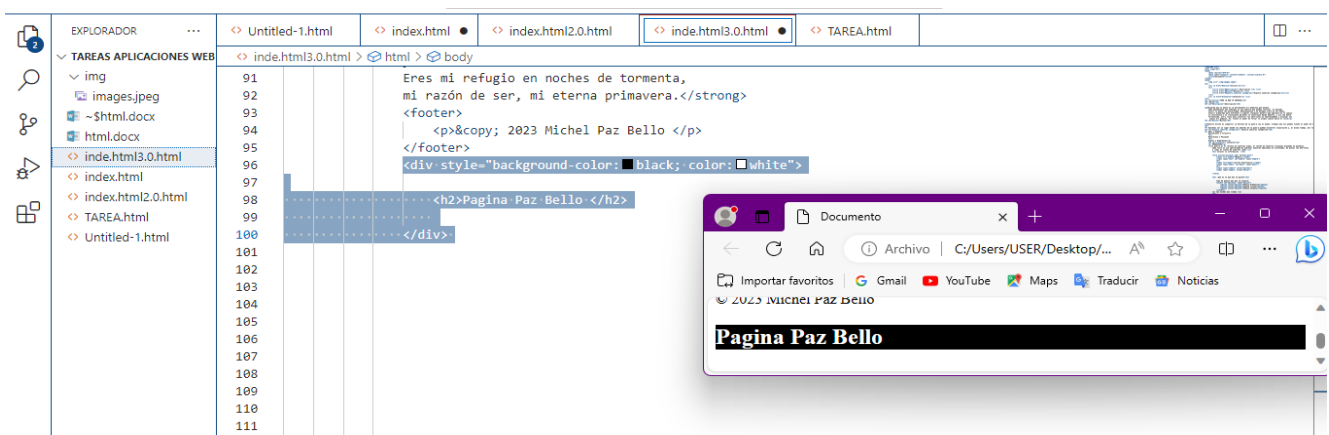 EXPLORADOR ...
Untitled-1.html
index.html
index.html2.0.html
inde.html3.0.html
TAREA.html
...
2
TAREAS APLICACIONES WEB
img
images.jpeg
~$html.docx
html.docx
inde.html3.0.html
index.html
index.html2.0.html
TAREA.html
Untitled-1.html
inde.html3.0.html > html > body
91 Eres mi refugio en noches de tormenta,
92 mi razón de ser, mi eterna primavera.</strong>
93 <footer>
94 <p>&copy; 2023 Michel Paz Bello </p>
95 </footer>
96 <div style="background-color: black; color: white">
97
98 <h2>Pagina Paz Bello </h2>
99
100 </div>
101
102
103
104
105
106
107
108
109
110
111
Documento
Archivo | C:/Users/USER/Desktop/...
Importar favoritos
Gmail
YouTube
Maps
Traducir
Noticias
© 2023 Michel Paz Bello
Pagina Paz Bello